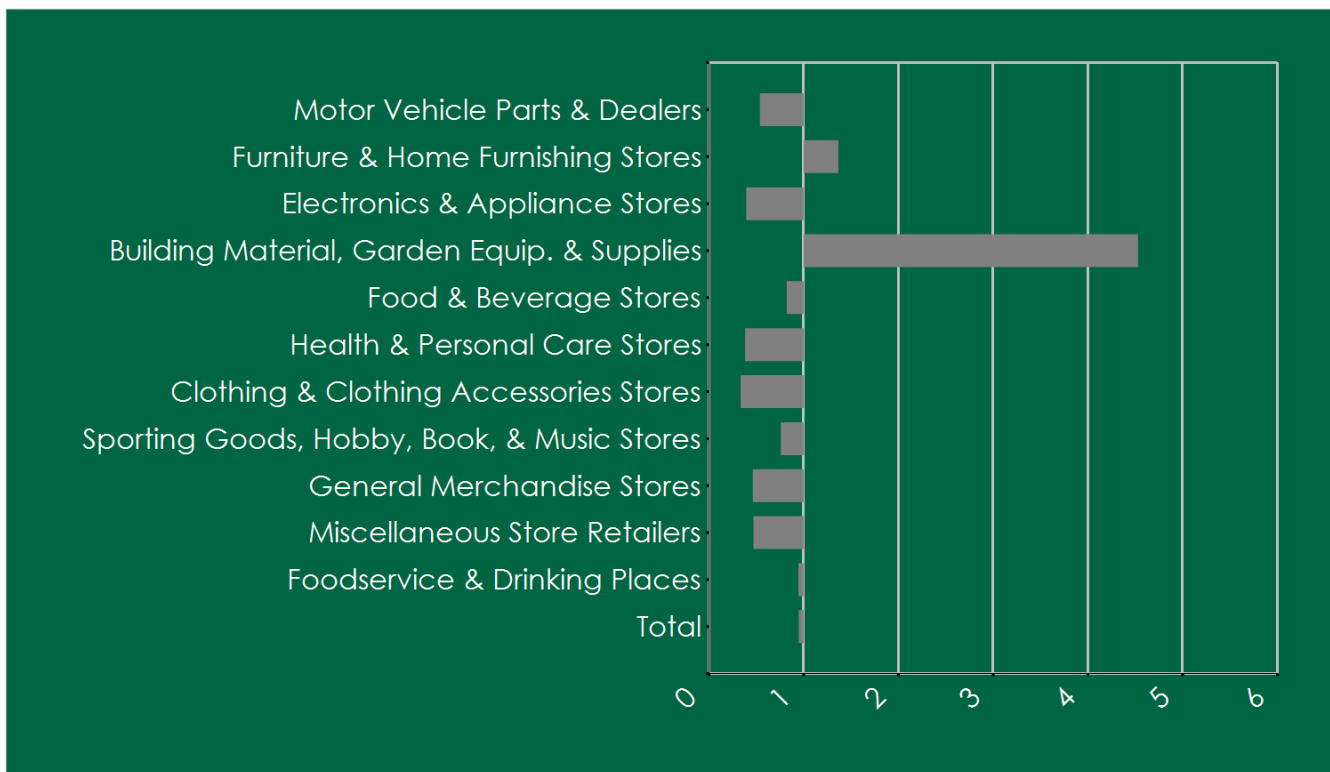 Motor Vehicle Parts & Dealers
Furniture & Home Furnishing Stores
Electronics & Appliance Stores
Building Material, Garden Equip. & Supplies
Food & Beverage Stores
Health & Personal Care Stores
Clothing & Clothing Accessories Stores
Sporting Goods, Hobby, Book, & Music Stores
General Merchandise Stores
Miscellaneous Store Retailers
Foodservice & Drinking Places
Total
0 1 2 3 4 5 6